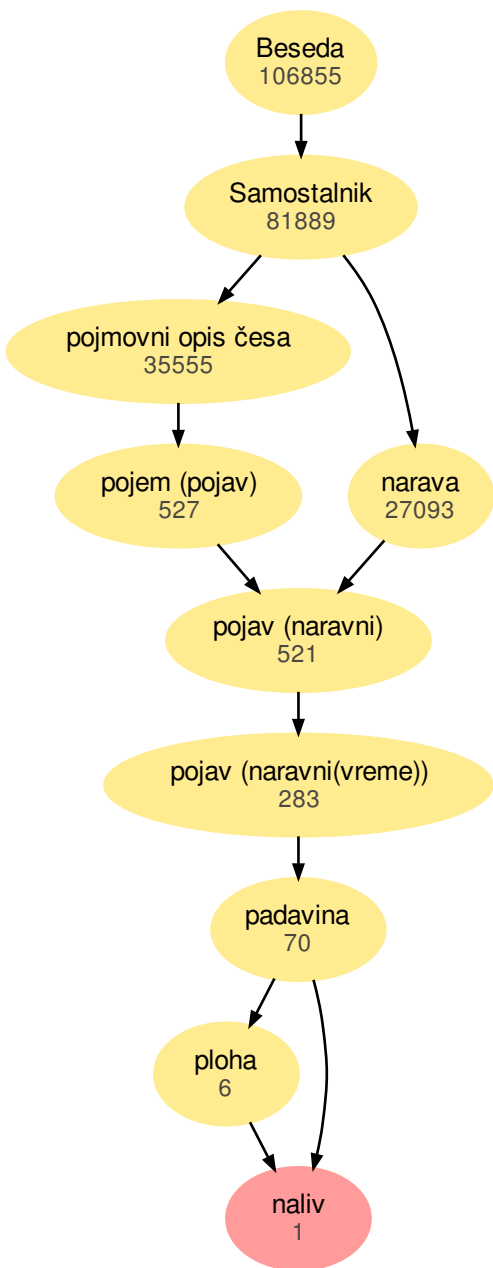 Beseda
106855
Samostalnik
81889
pojmovni opis česa
35555
pojem (pojav)
527
narava
27093
pojav (naravni)
521
pojav (naravni(vreme))
283
padavina
70
ploha
6
naliv
1